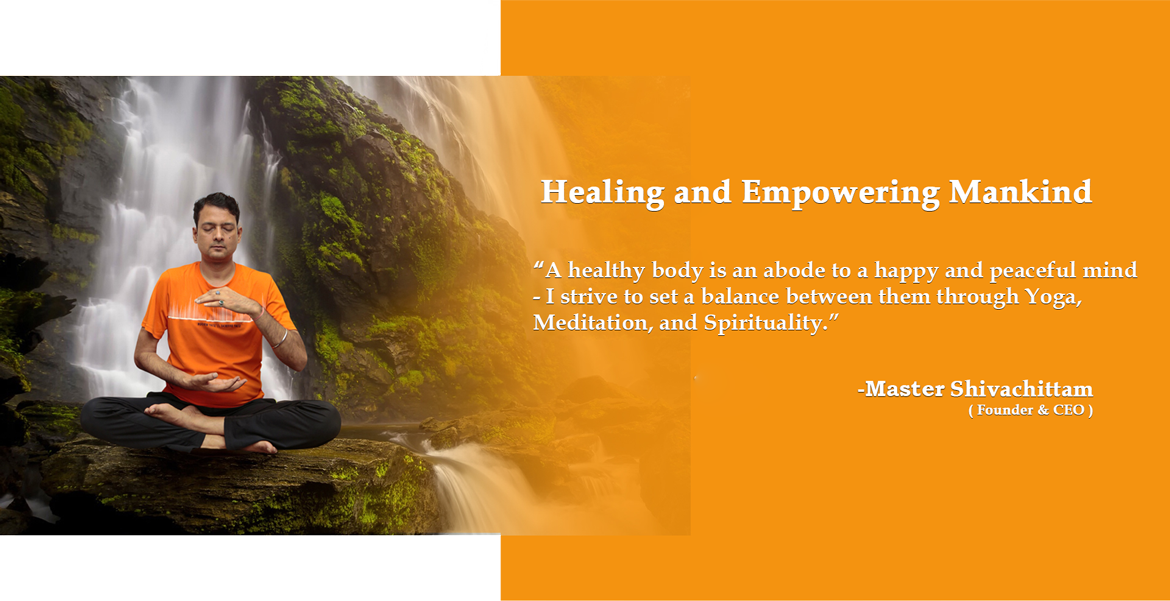 Healing and Empowering Mankind
“A healthy body is an abode to a happy and peaceful mind
- I strive to set a balance between them through Yoga,
Meditation, and Spirituality.”
-Master Shivachittam
( Founder & CEO )